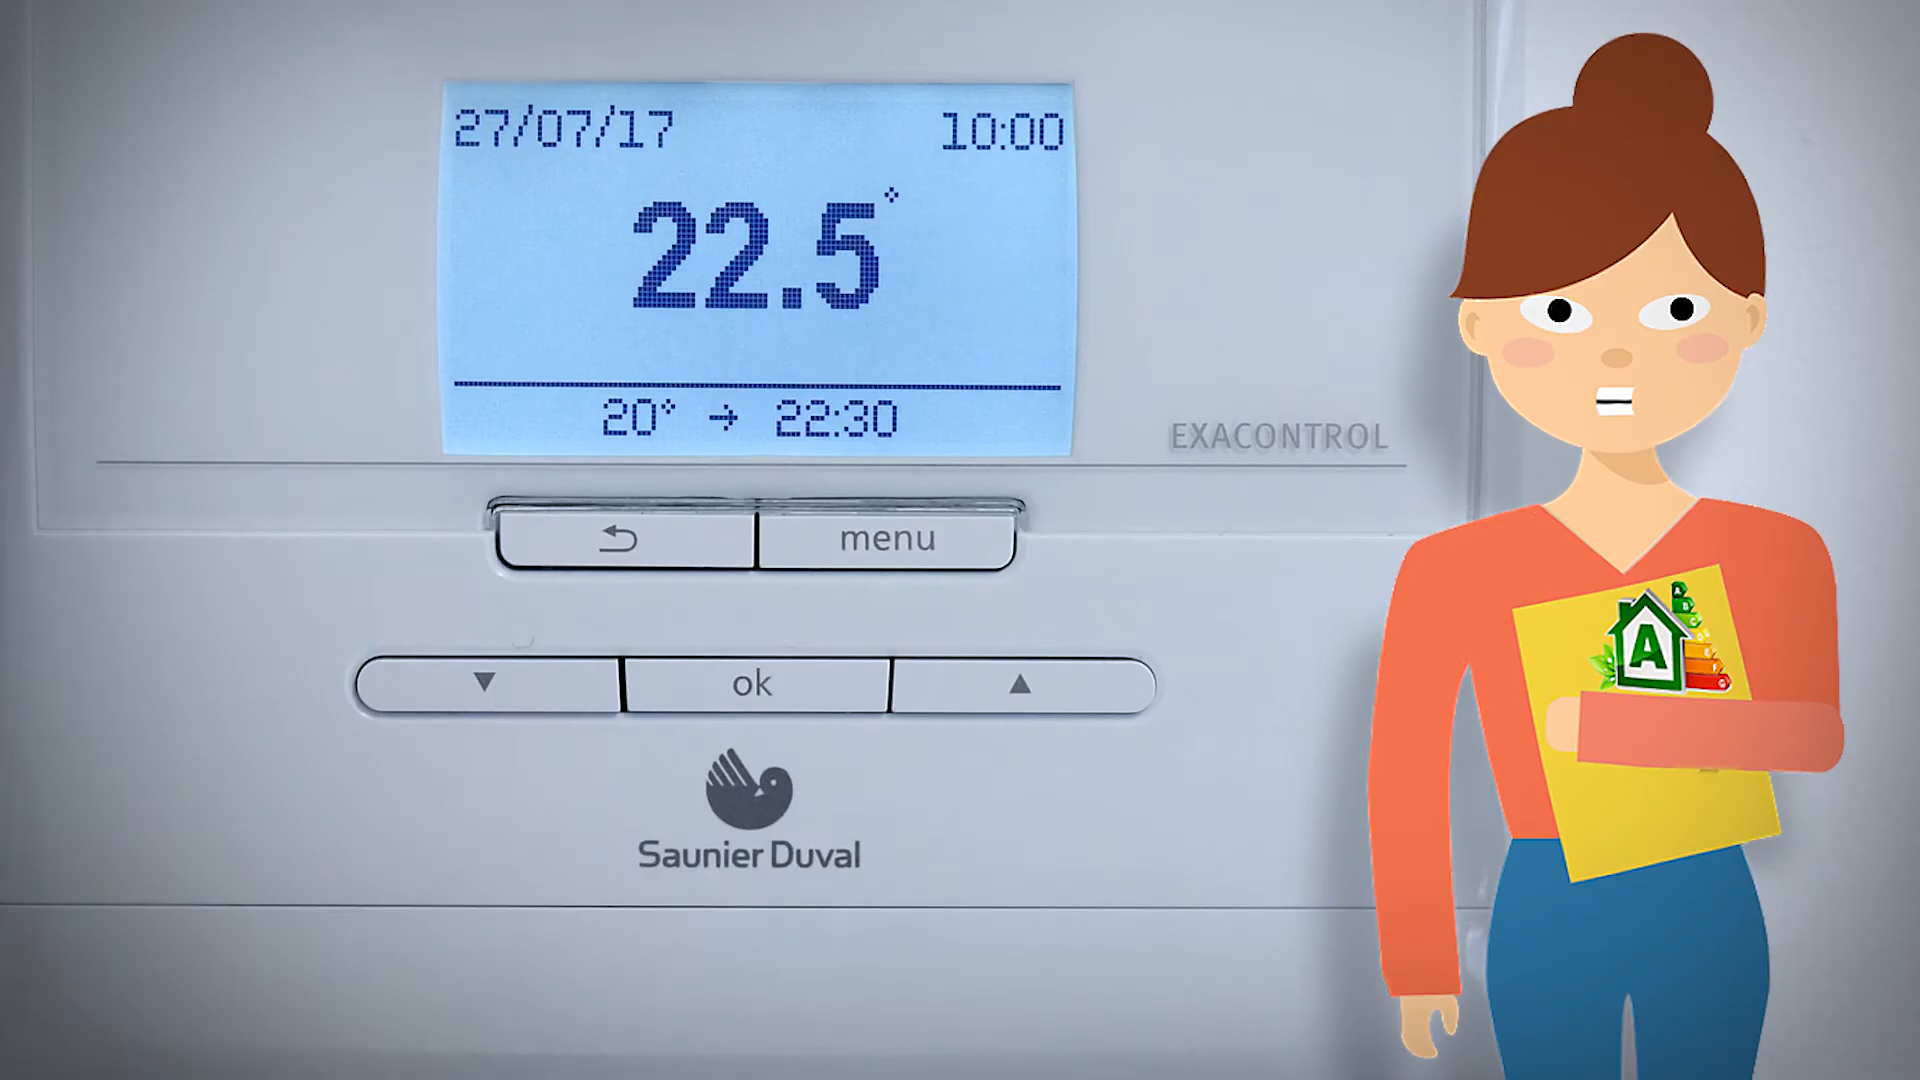 27/07/17 10:00
22.5°
20° → 22:30
EXACONTROL
menu
ok
Saunier Duval
A
A
B
C